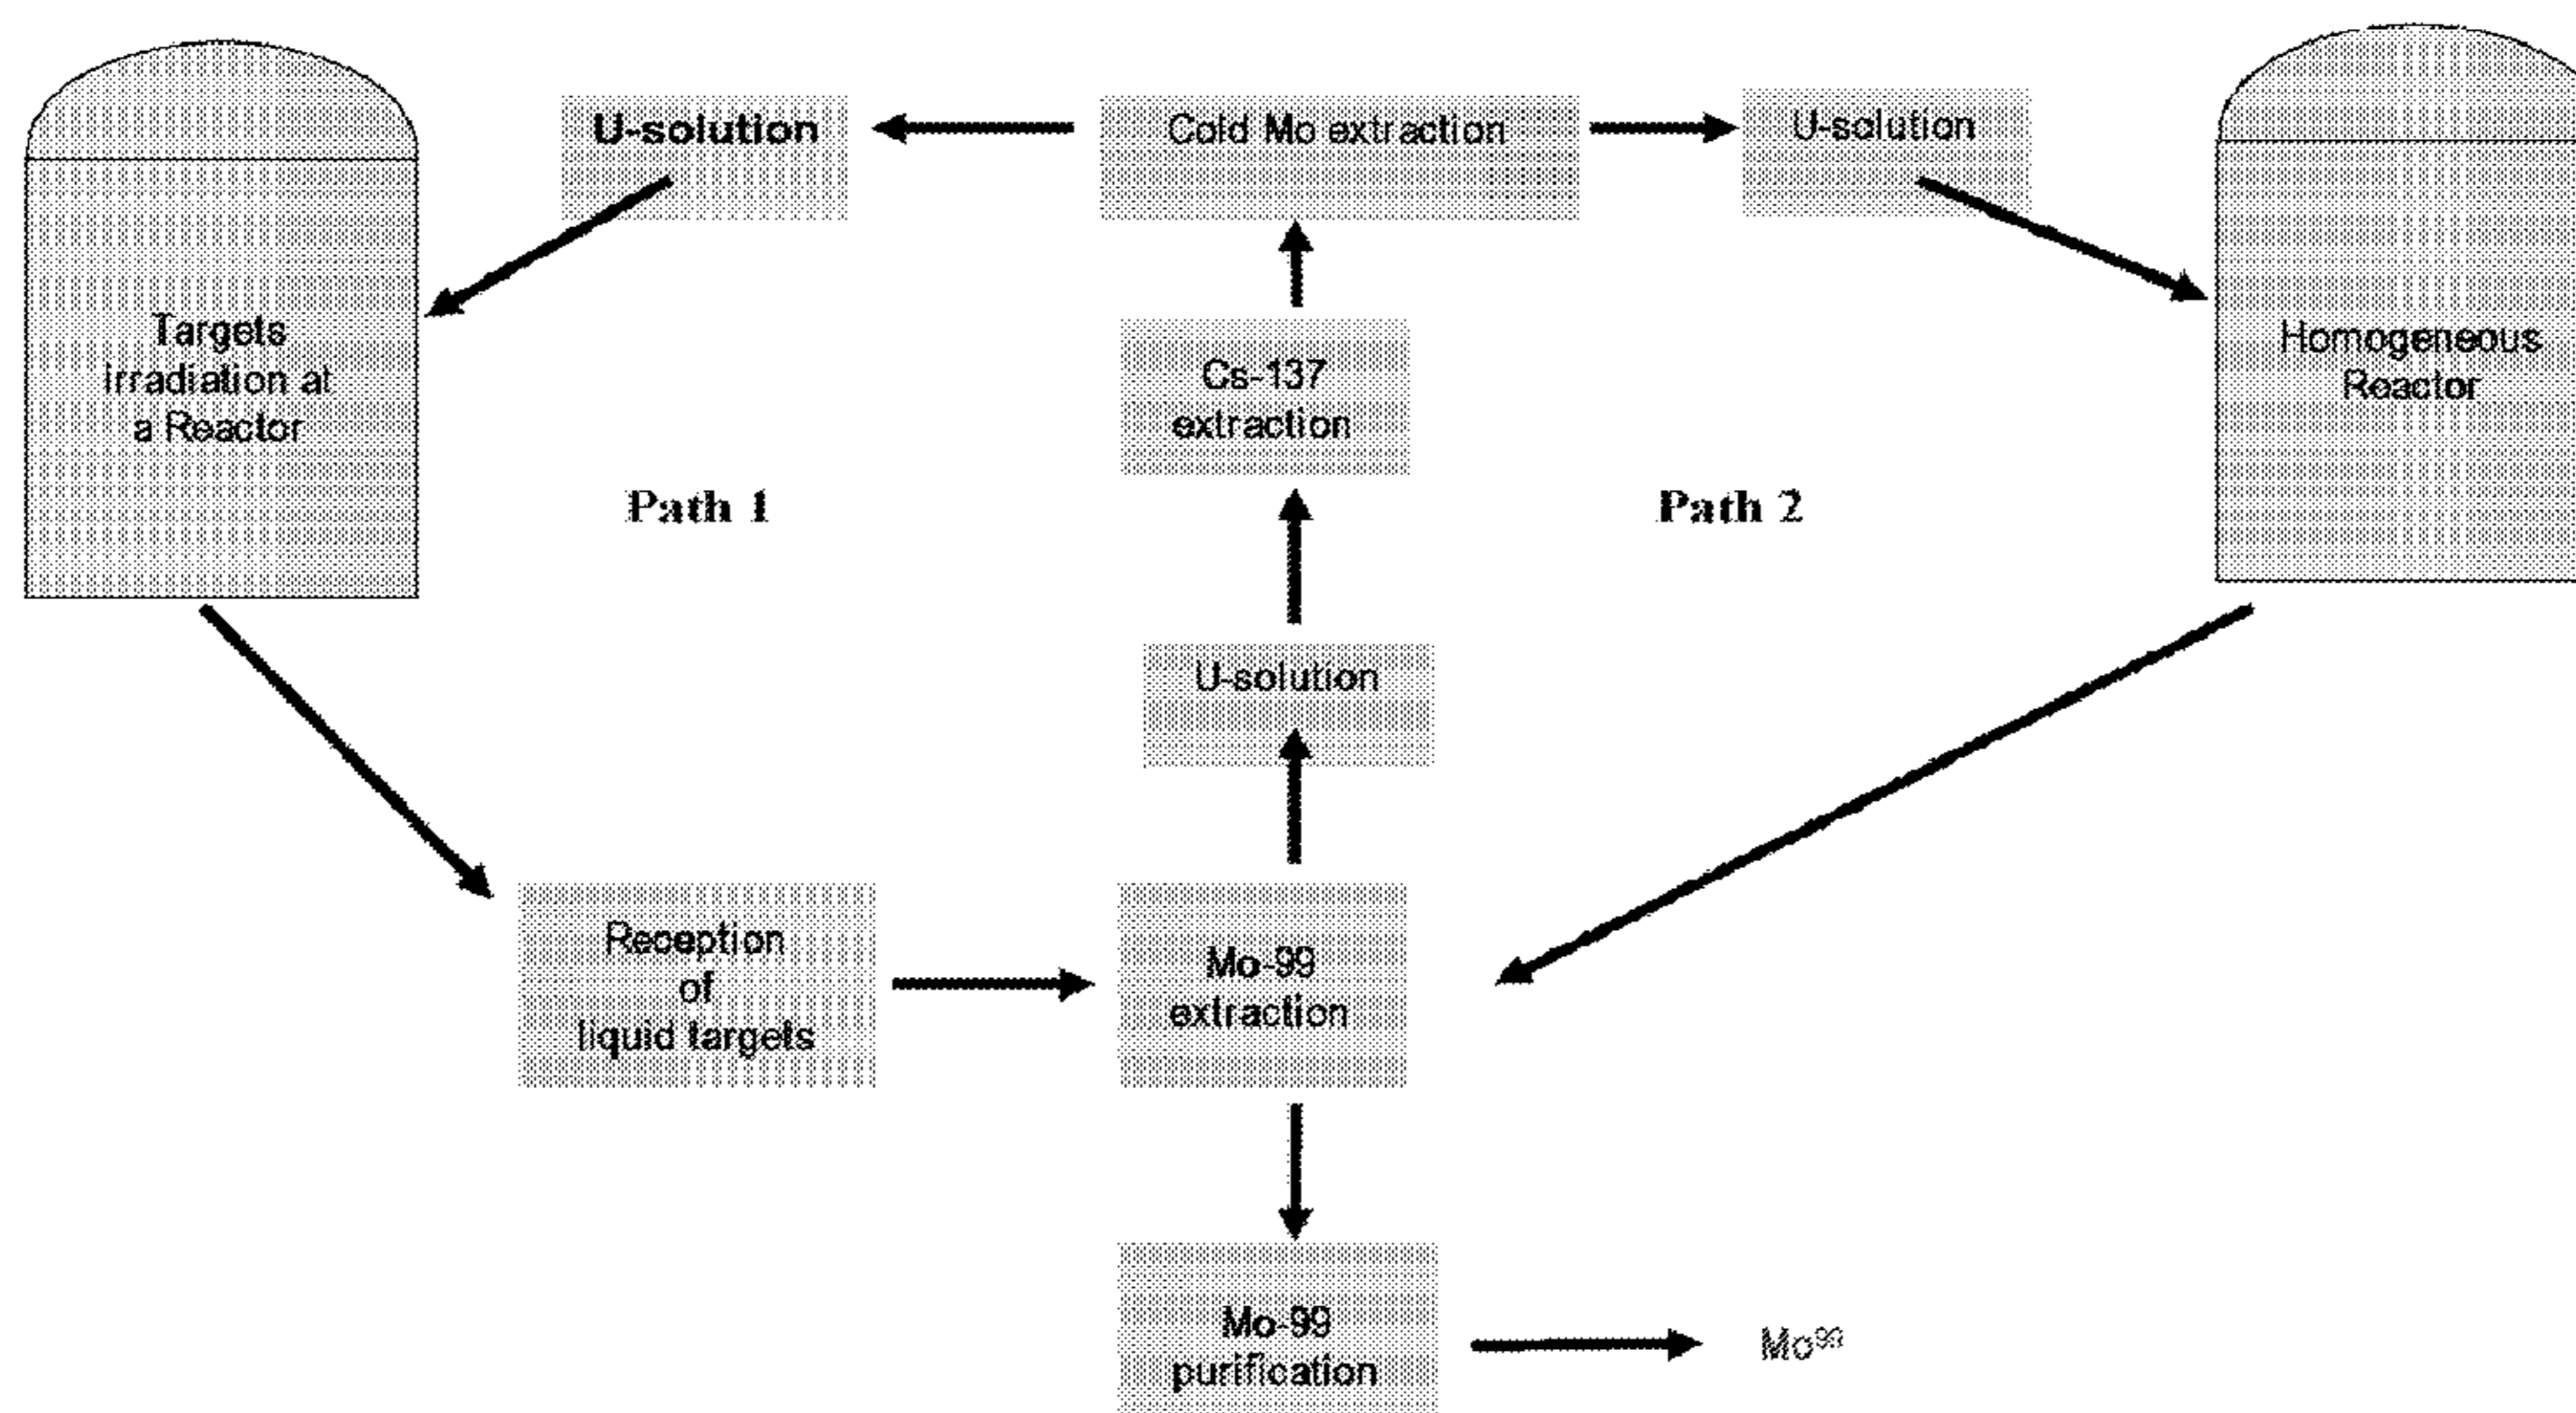 U-solution
Cold Mo extraction
U-solution
Targets
Irradiation at
a Reactor
Homogeneous
Reactor
Cs-137
extraction
Path 1
Path 2
U-solution
Reception
of
liquid targets
Mo-99
extraction
Mo-99
purification
Mo⁹⁹